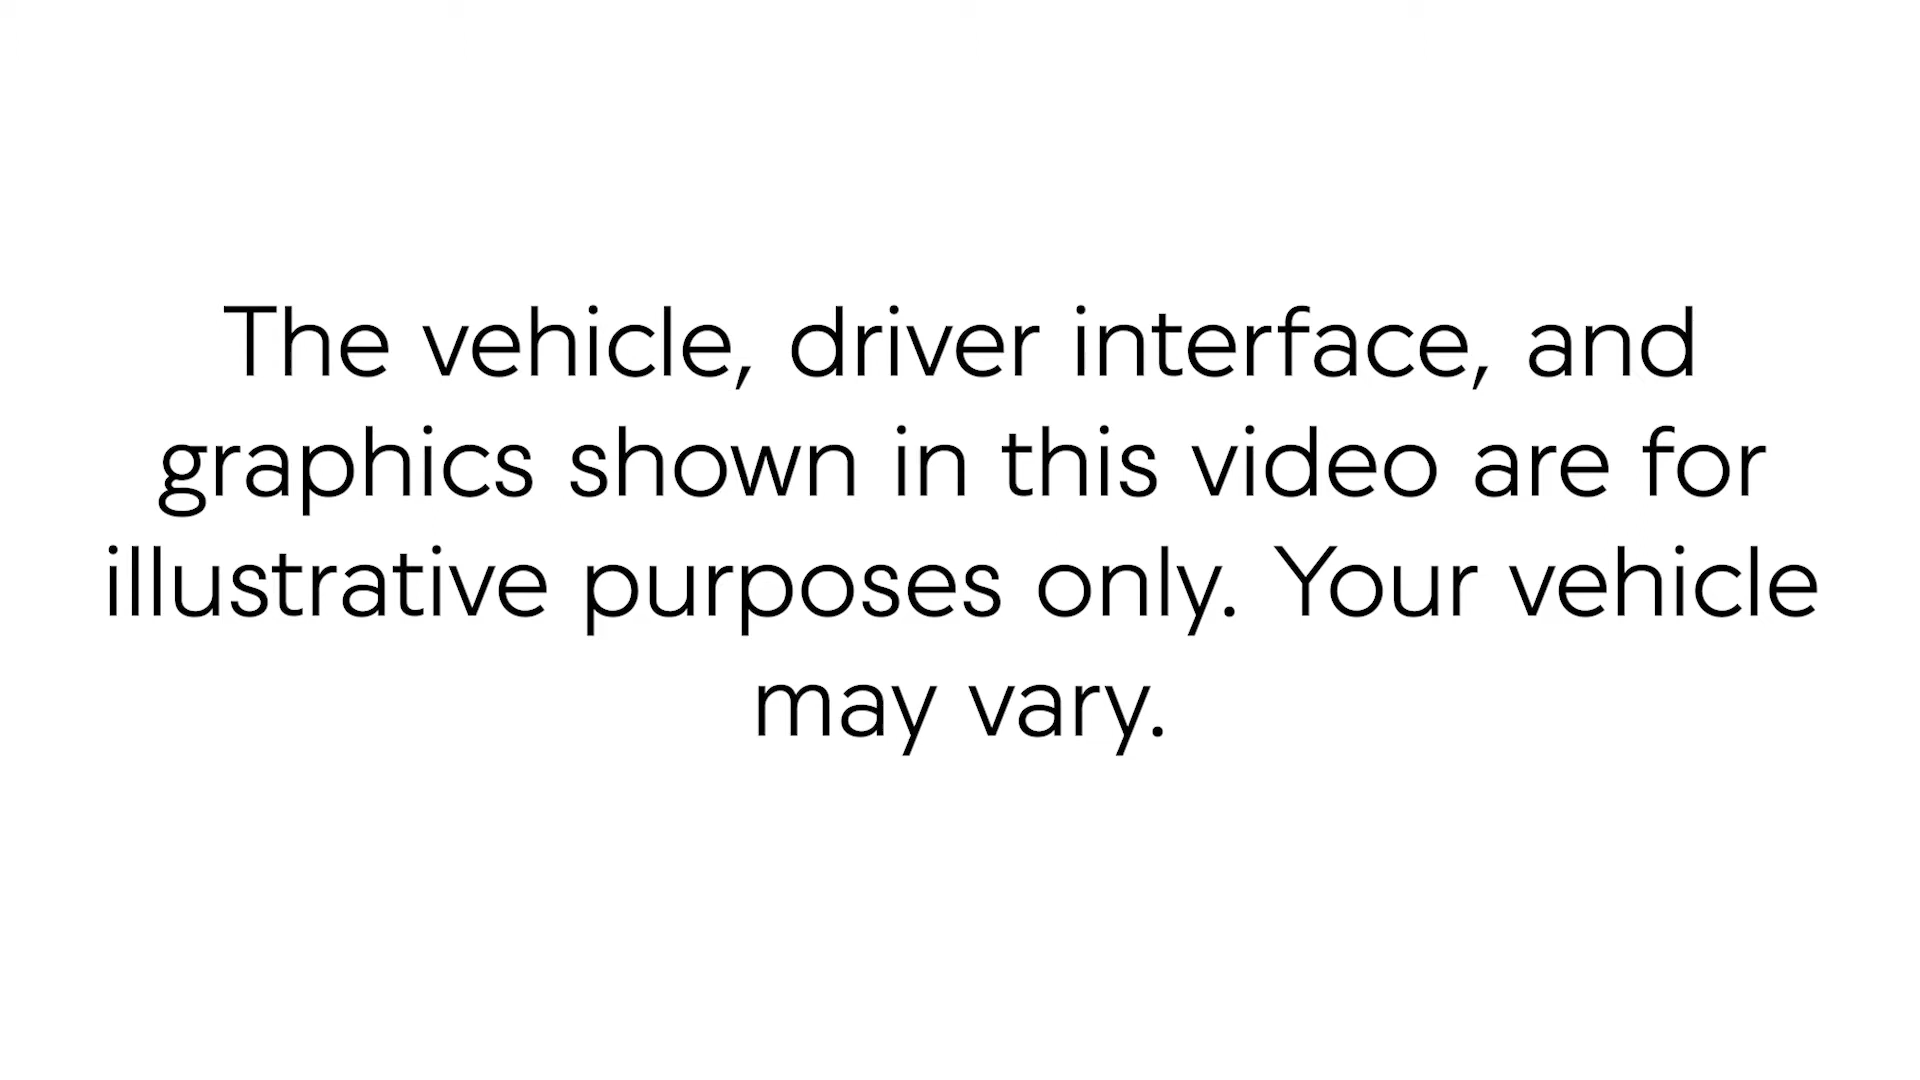 The vehicle, driver interface, and
graphics shown in this video are for
illustrative purposes only. Your vehicle
may vary.